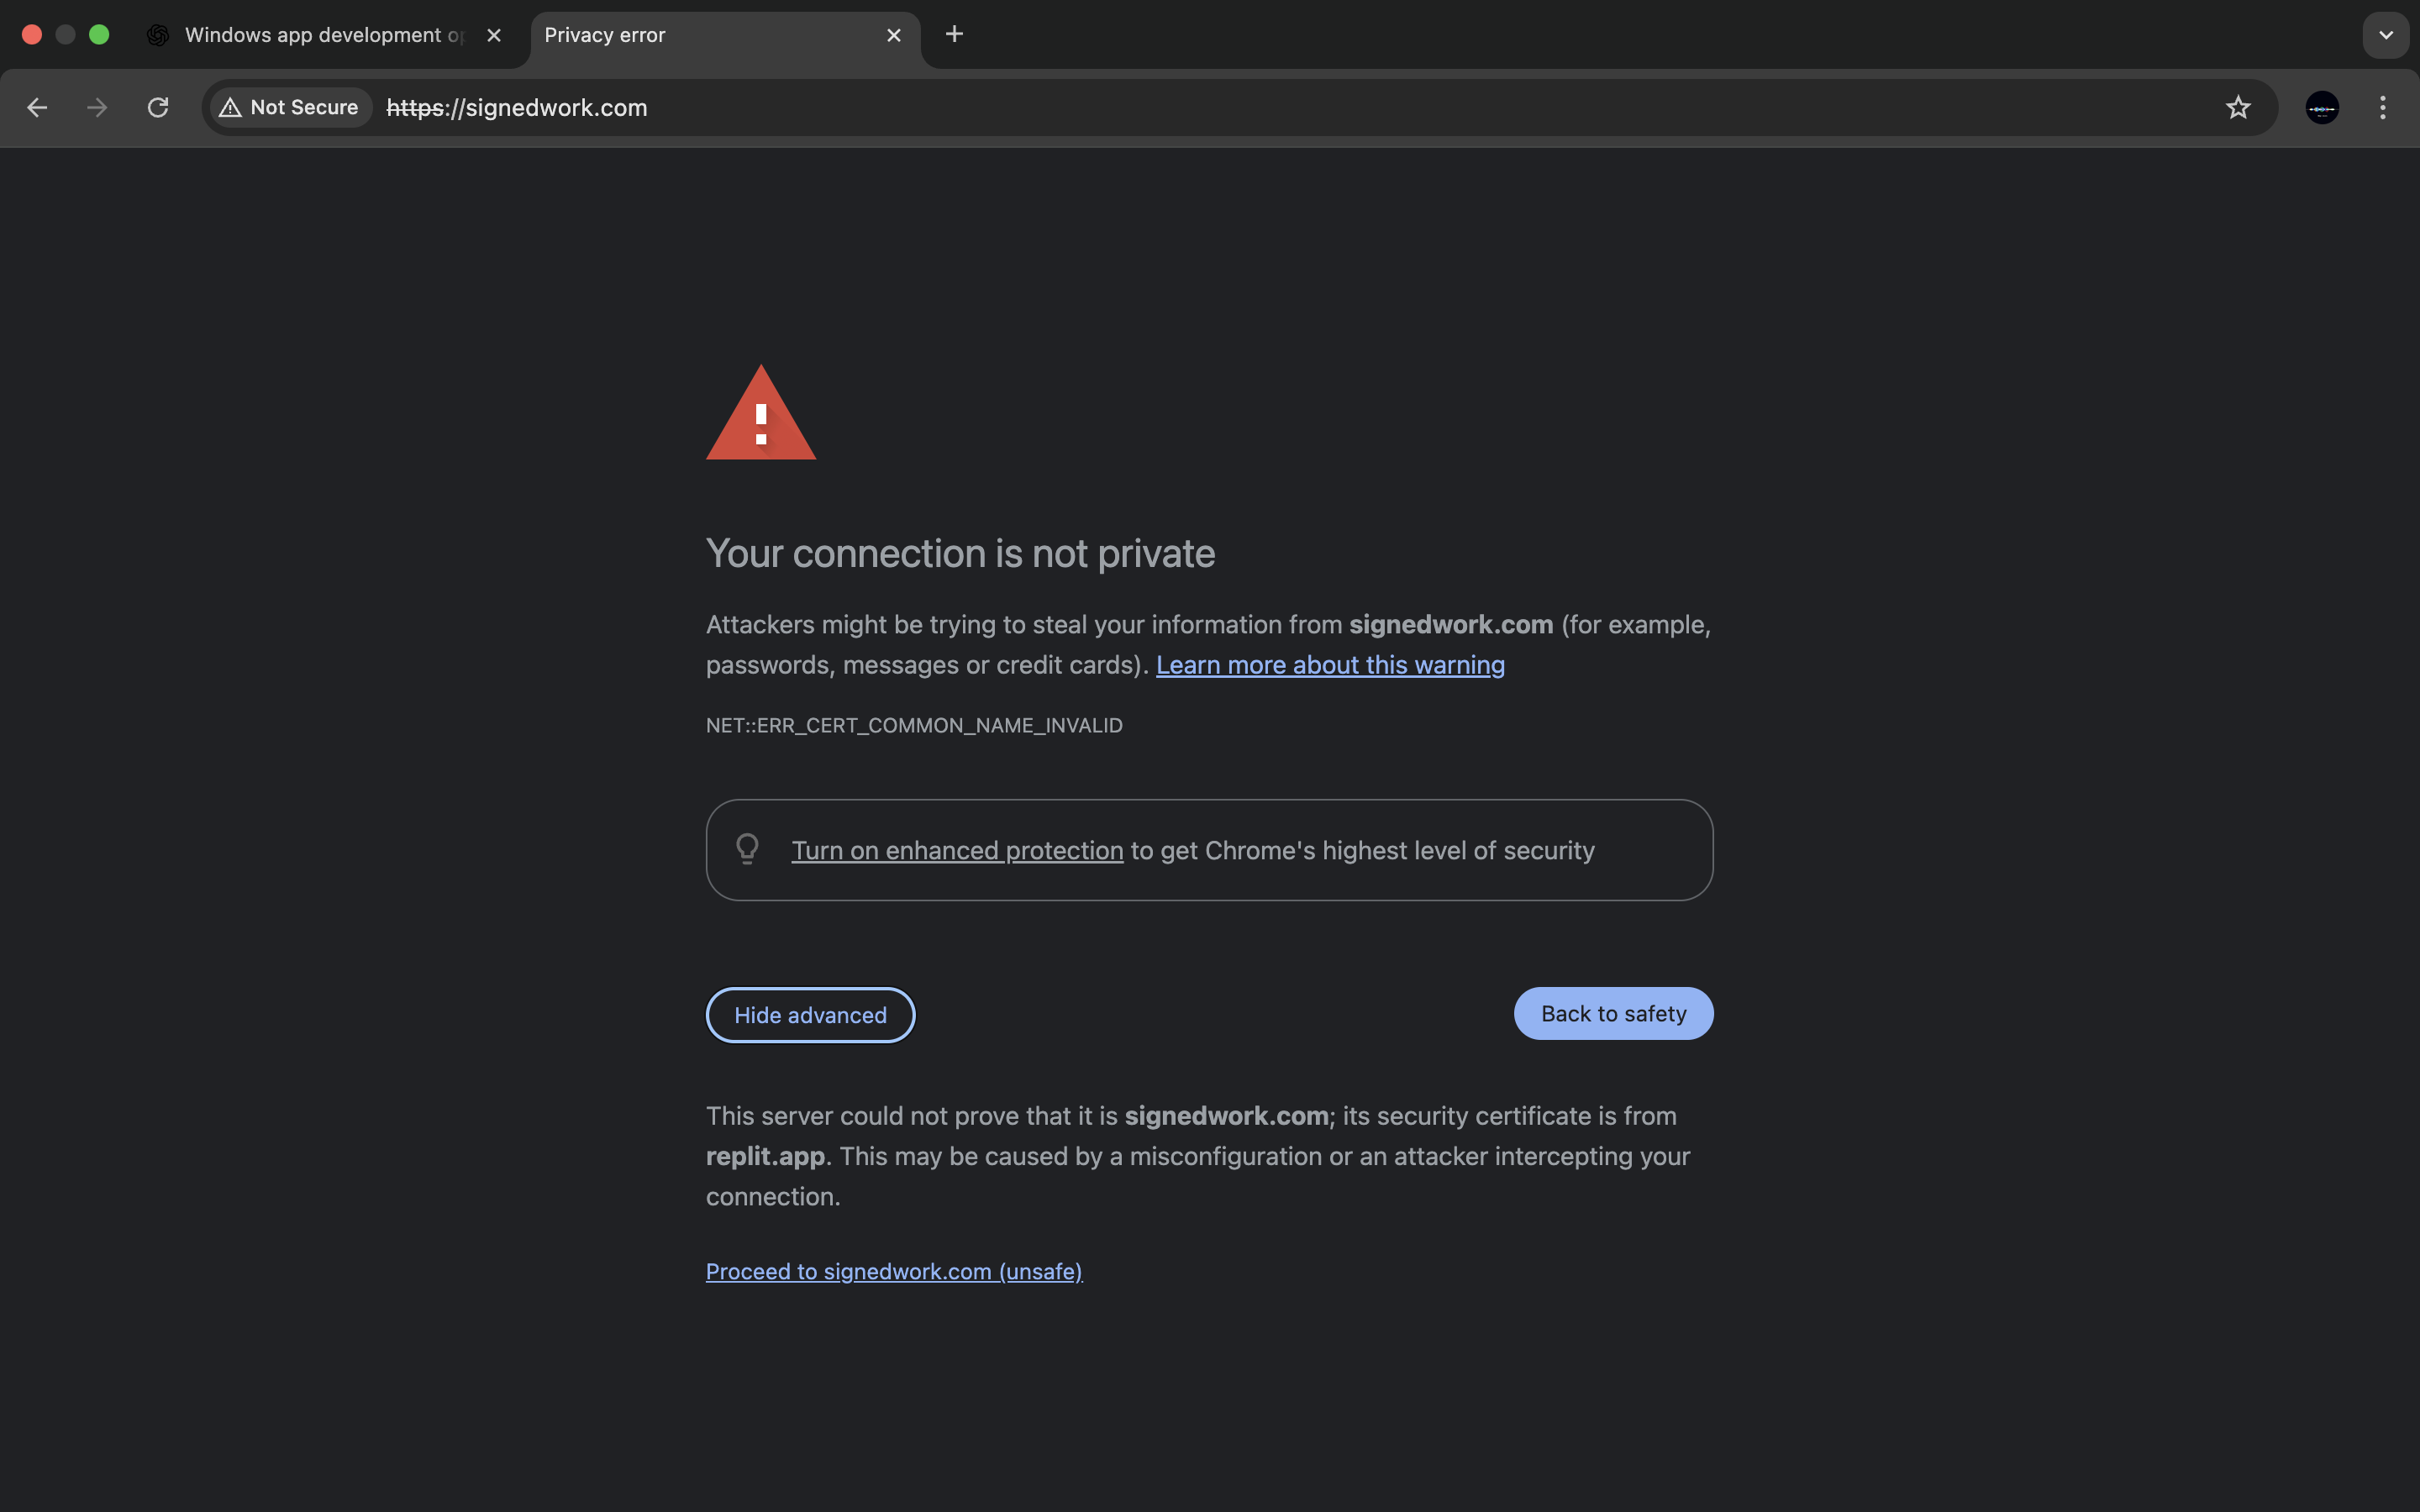 Windows app development o
Privacy error
Not Secure
https://signedwork.com
Your connection is not private
Attackers might be trying to steal your information from signedwork.com (for example,
passwords, messages or credit cards). Learn more about this warning
NET::ERR_CERT_COMMON_NAME_INVALID
Turn on enhanced protection to get Chrome's highest level of security
Hide advanced
Back to safety
This server could not prove that it is signedwork.com; its security certificate is from
replit.app. This may be caused by a misconfiguration or an attacker intercepting your
connection.
Proceed to signedwork.com (unsafe)